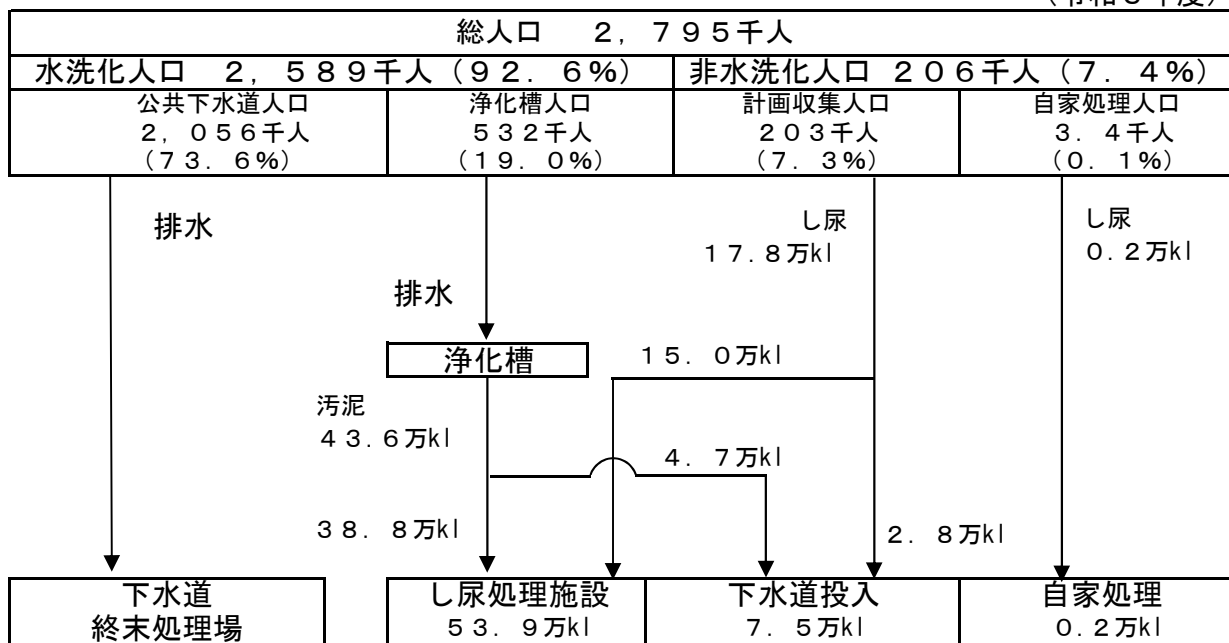 総人口　２，７９５千人
水洗化人口　２，５８９千人（９２．６％）
非水洗化人口　２０６千人（７．４％）
公共下水道人口
２，０５６千人
（７３．６％）
浄化槽人口
５３２千人
（１９．０％）
計画収集人口
２０３千人
（７．３％）
自家処理人口
３．４千人
（０．１％）
排水
し尿
１７．８万kl
し尿
０．２万kl
排水
浄化槽
１５．０万kl
汚泥
４３．６万kl
４．７万kl
３８．８万kl
２．８万kl
下水道
終末処理場
し尿処理施設
５３．９万kl
下水道投入
７．５万kl
自家処理
０．２万kl